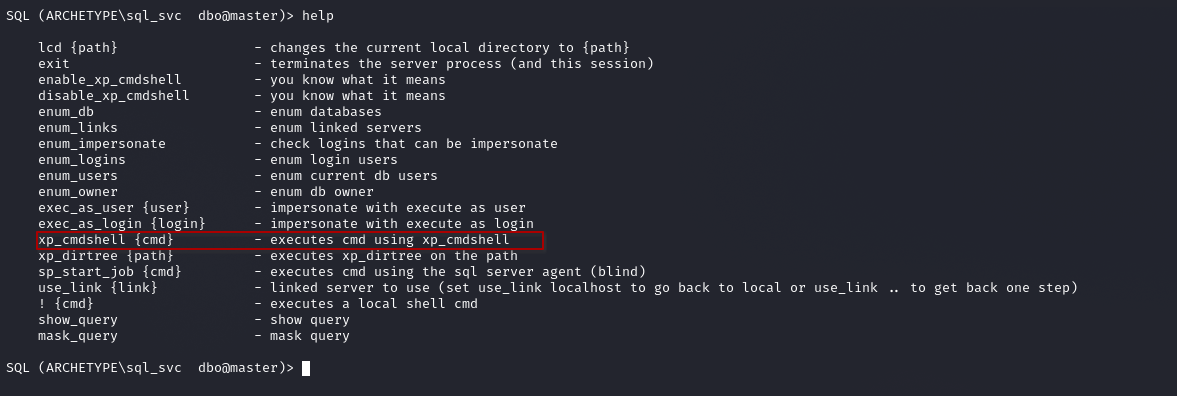 SQL (ARCHETYPE\sql_svc  dbo@master)> help
lcd {path}                 - changes the current local directory to {path}
exit                       - terminates the server process (and this session)
enable_xp_cmdshell         - you know what it means
disable_xp_cmdshell        - you know what it means
enum_db                    - enum databases
enum_links                 - enum linked servers
enum_impersonate           - check logins that can be impersonate
enum_logins                - enum login users
enum_users                 - enum current db users
enum_owner                 - enum db owner
exec_as_user {user}        - impersonate with execute as user
exec_as_login {login}      - impersonate with execute as login
xp_cmdshell {cmd}          - executes cmd using xp_cmdshell
xp_dirtree {path}          - executes xp_dirtree on the path
sp_start_job {cmd}         - executes cmd using the sql server agent (blind)
use_link {link}            - linked server to use (set use_link localhost to go back to local or use_link .. to get back one step)
! {cmd}                    - executes a local shell cmd
show_query                 - show query
mask_query                 - mask query
SQL (ARCHETYPE\sql_svc  dbo@master)>